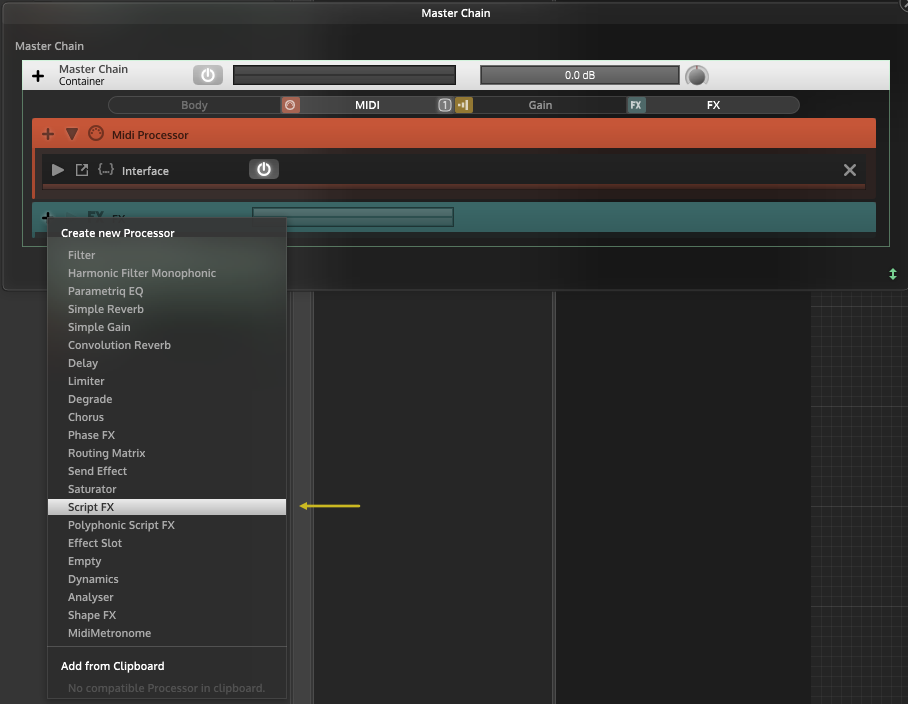 Master Chain
Master Chain
Master Chain
Container
0.0 dB
Body MIDI 1 Gain FX FX
Midi Processor
{...} Interface
FX FX
Create new Processor
Filter
Harmonic Filter Monophonic
Parametriq EQ
Simple Reverb
Simple Gain
Convolution Reverb
Delay
Limiter
Degrade
Chorus
Phase FX
Routing Matrix
Send Effect
Saturator
Script FX
Polyphonic Script FX
Effect Slot
Empty
Dynamics
Analyser
Shape FX
MidiMetronome
Add from Clipboard
No compatible Processor in clipboard.